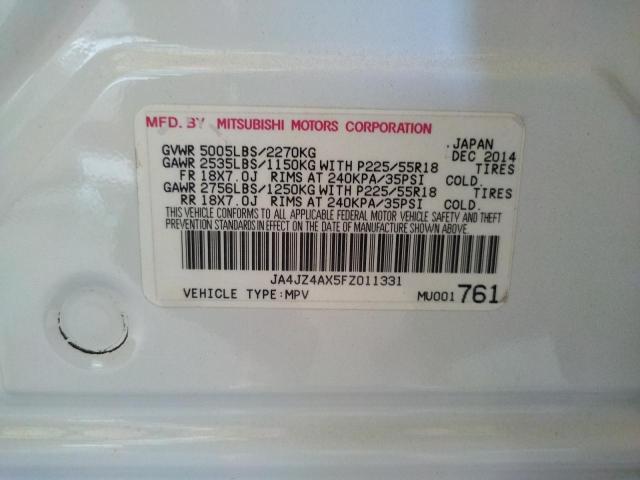 MFD. BY MITSUBISHI MOTORS CORPORATION
GVWR 5005LBS/2270KG .JAPAN
GAWR 2535LBS/1150KG WITH P225/55R18 DEC 2014 TIRES
FR 18X7.0J RIMS AT 240KPA/35PSI COLD.
GAWR 2756LBS/1250KG WITH P225/55R18 TIRES
RR 18X7.0J RIMS AT 240KPA/35PSI COLD.
THIS VEHICLE CONFORMS TO ALL APPLICABLE FEDERAL MOTOR VEHICLE SAFETY AND THEFT
PREVENTION STANDARDS IN EFFECT ON THE DATE OF MANUFACTURE SHOWN ABOVE.
JA4JZ4AX5FZ011331
VEHICLE TYPE:MPV MU001 761